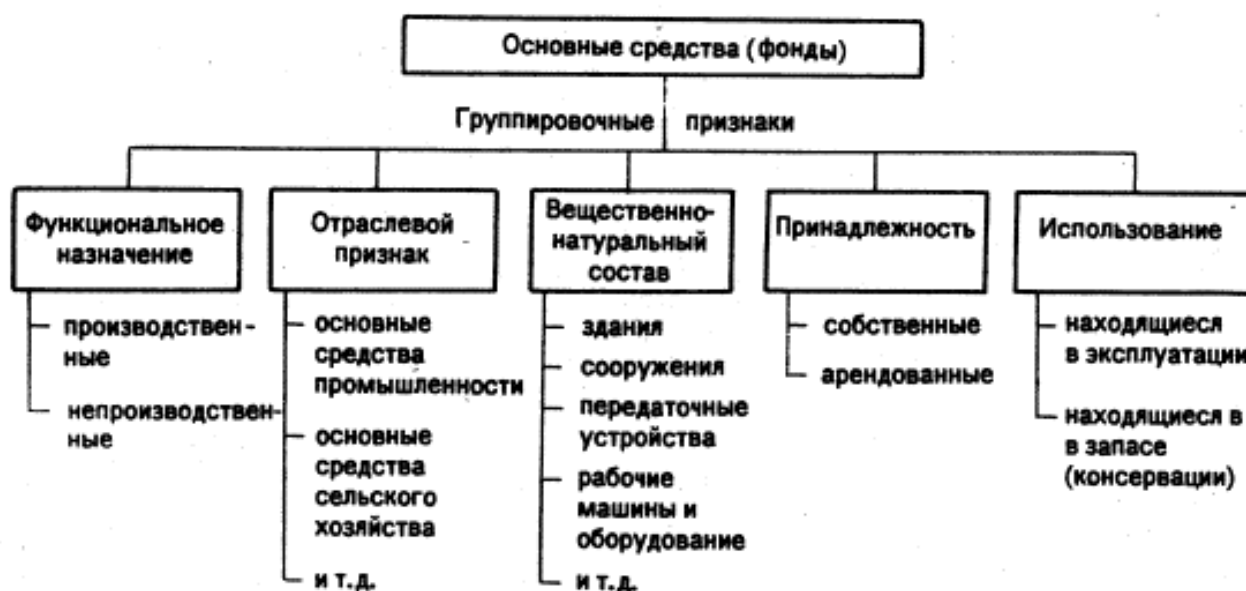 Основные средства (фонды)
Группировочные признаки
Функциональное
назначение
производствен-
ные
непроизводствен-
ные
Отраслевой
признак
основные
средства
промышленности
основные
средства
сельского
хозяйства
и т.д.
Вещественно-
натуральный
состав
здания
сооружения
передаточные
устройства
рабочие
машины и
оборудование
и т.д.
Принадлежность
собственные
арендованные
Использование
находящиеся
в эксплуатации
находящиеся в
в запасе
(консервации)